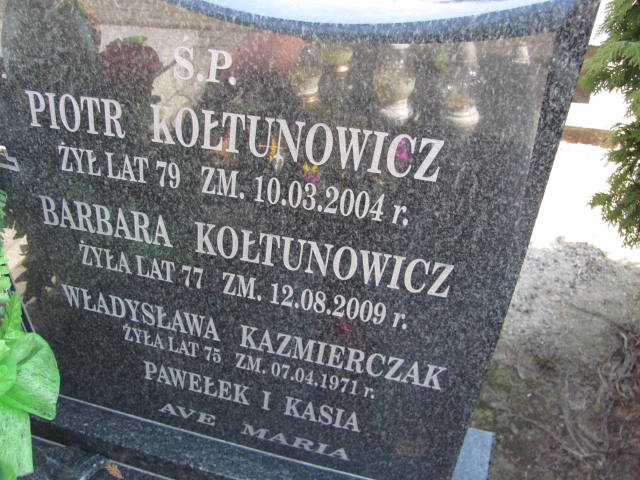 Ś.P.
PIOTR KOŁTUNOWICZ
ŻYŁ LAT 79 ZM. 10.03.2004 r.
BARBARA KOŁTUNOWICZ
ŻYŁA LAT 77 ZM. 12.08.2009 r.
WŁADYSŁAWA KAZMIERCZAK
ŻYŁA LAT 75 ZM. 07.04.1971 r.
PAWEŁEK I KASIA
AVE MARIA